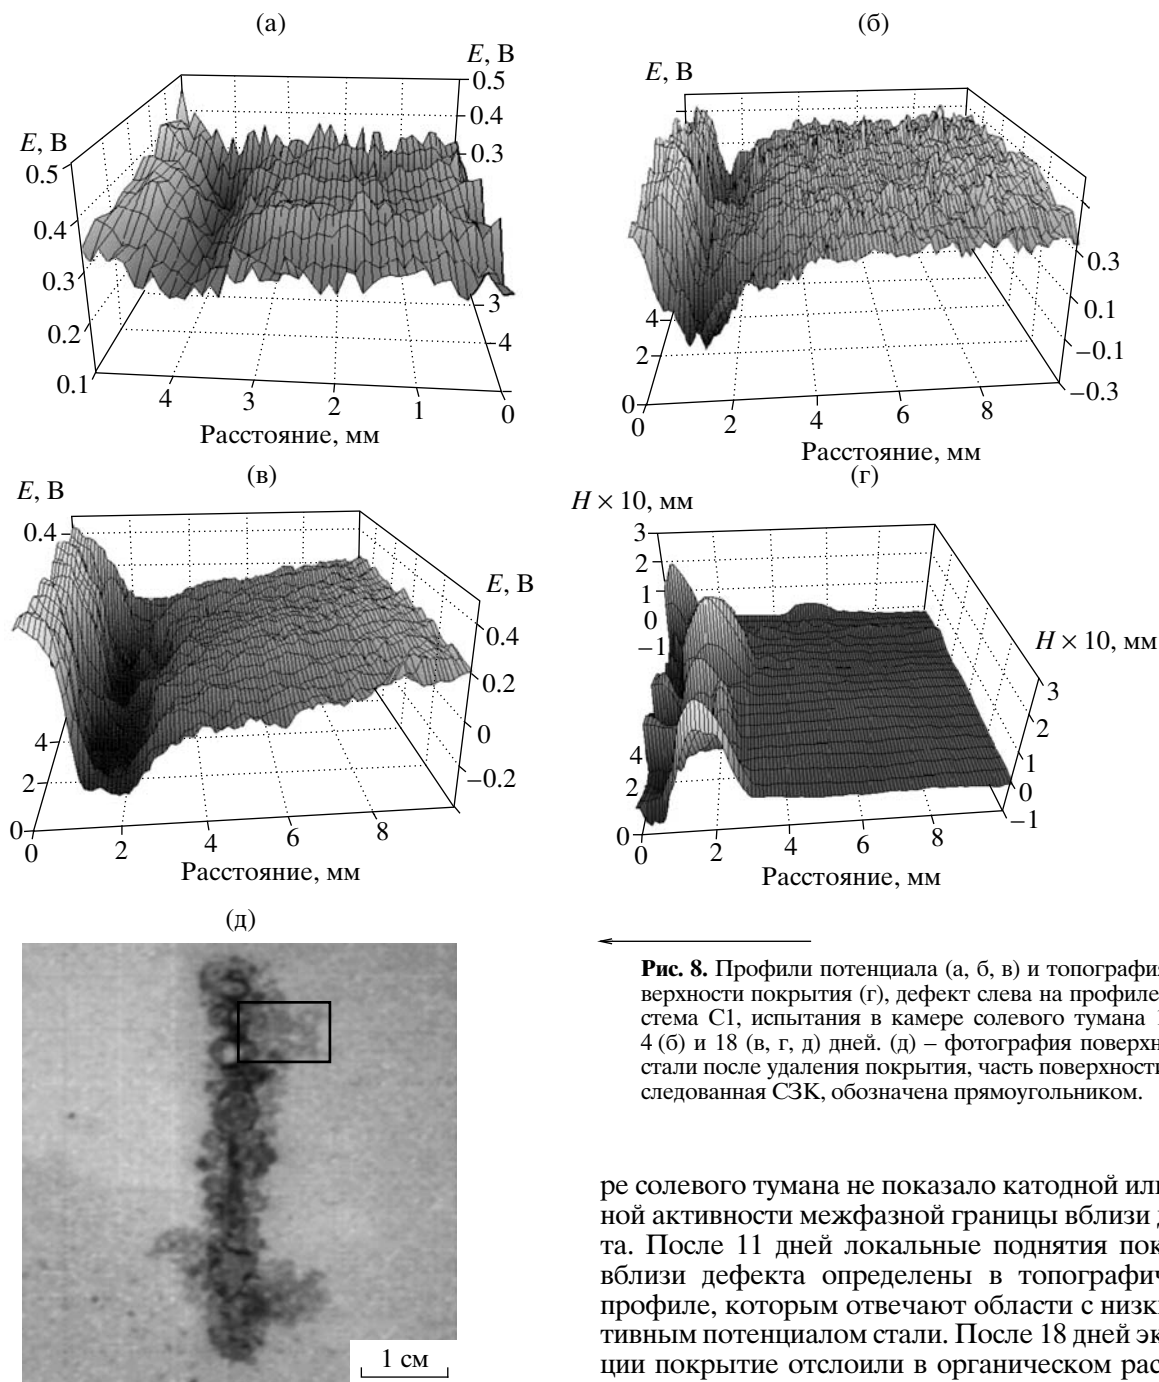 (а)
E, В
0.5
0.4
0.3
E, В
0.5
0.4
0.3
0.2
0.1
3
4
4
3
2
1
0
Расстояние, мм
(б)
E, В
4
2
0
0.3
0.1
−0.1
−0.3
0
2
4
6
8
Расстояние, мм
(в)
E, В
0.4
E, В
0.4
0.2
0
−0.2
4
2
0
0
2
4
6
8
Расстояние, мм
(г)
H × 10, мм
3
2
1
0
−1
H × 10, мм
3
2
1
0
−1
4
2
0
0
2
4
6
8
Расстояние, мм
(д)
1 см
Рис. 8. Профили потенциала (а, б, в) и топография
верхности покрытия (г), дефект слева на профиле
стема С1, испытания в камере солевого тумана
4 (б) и 18 (в, г, д) дней. (д) – фотография поверхн
стали после удаления покрытия, часть поверхности
следованная СЗК, обозначена прямоугольником.
ре солевого тумана не показало катодной или
ной активности межфазной границы вблизи
та. После 11 дней локальные поднятия пок
вблизи дефекта определены в топографич
профиле, которым отвечают области с низк
тивным потенциалом стали. После 18 дней эк
ции покрытие отслоили в органическом рас